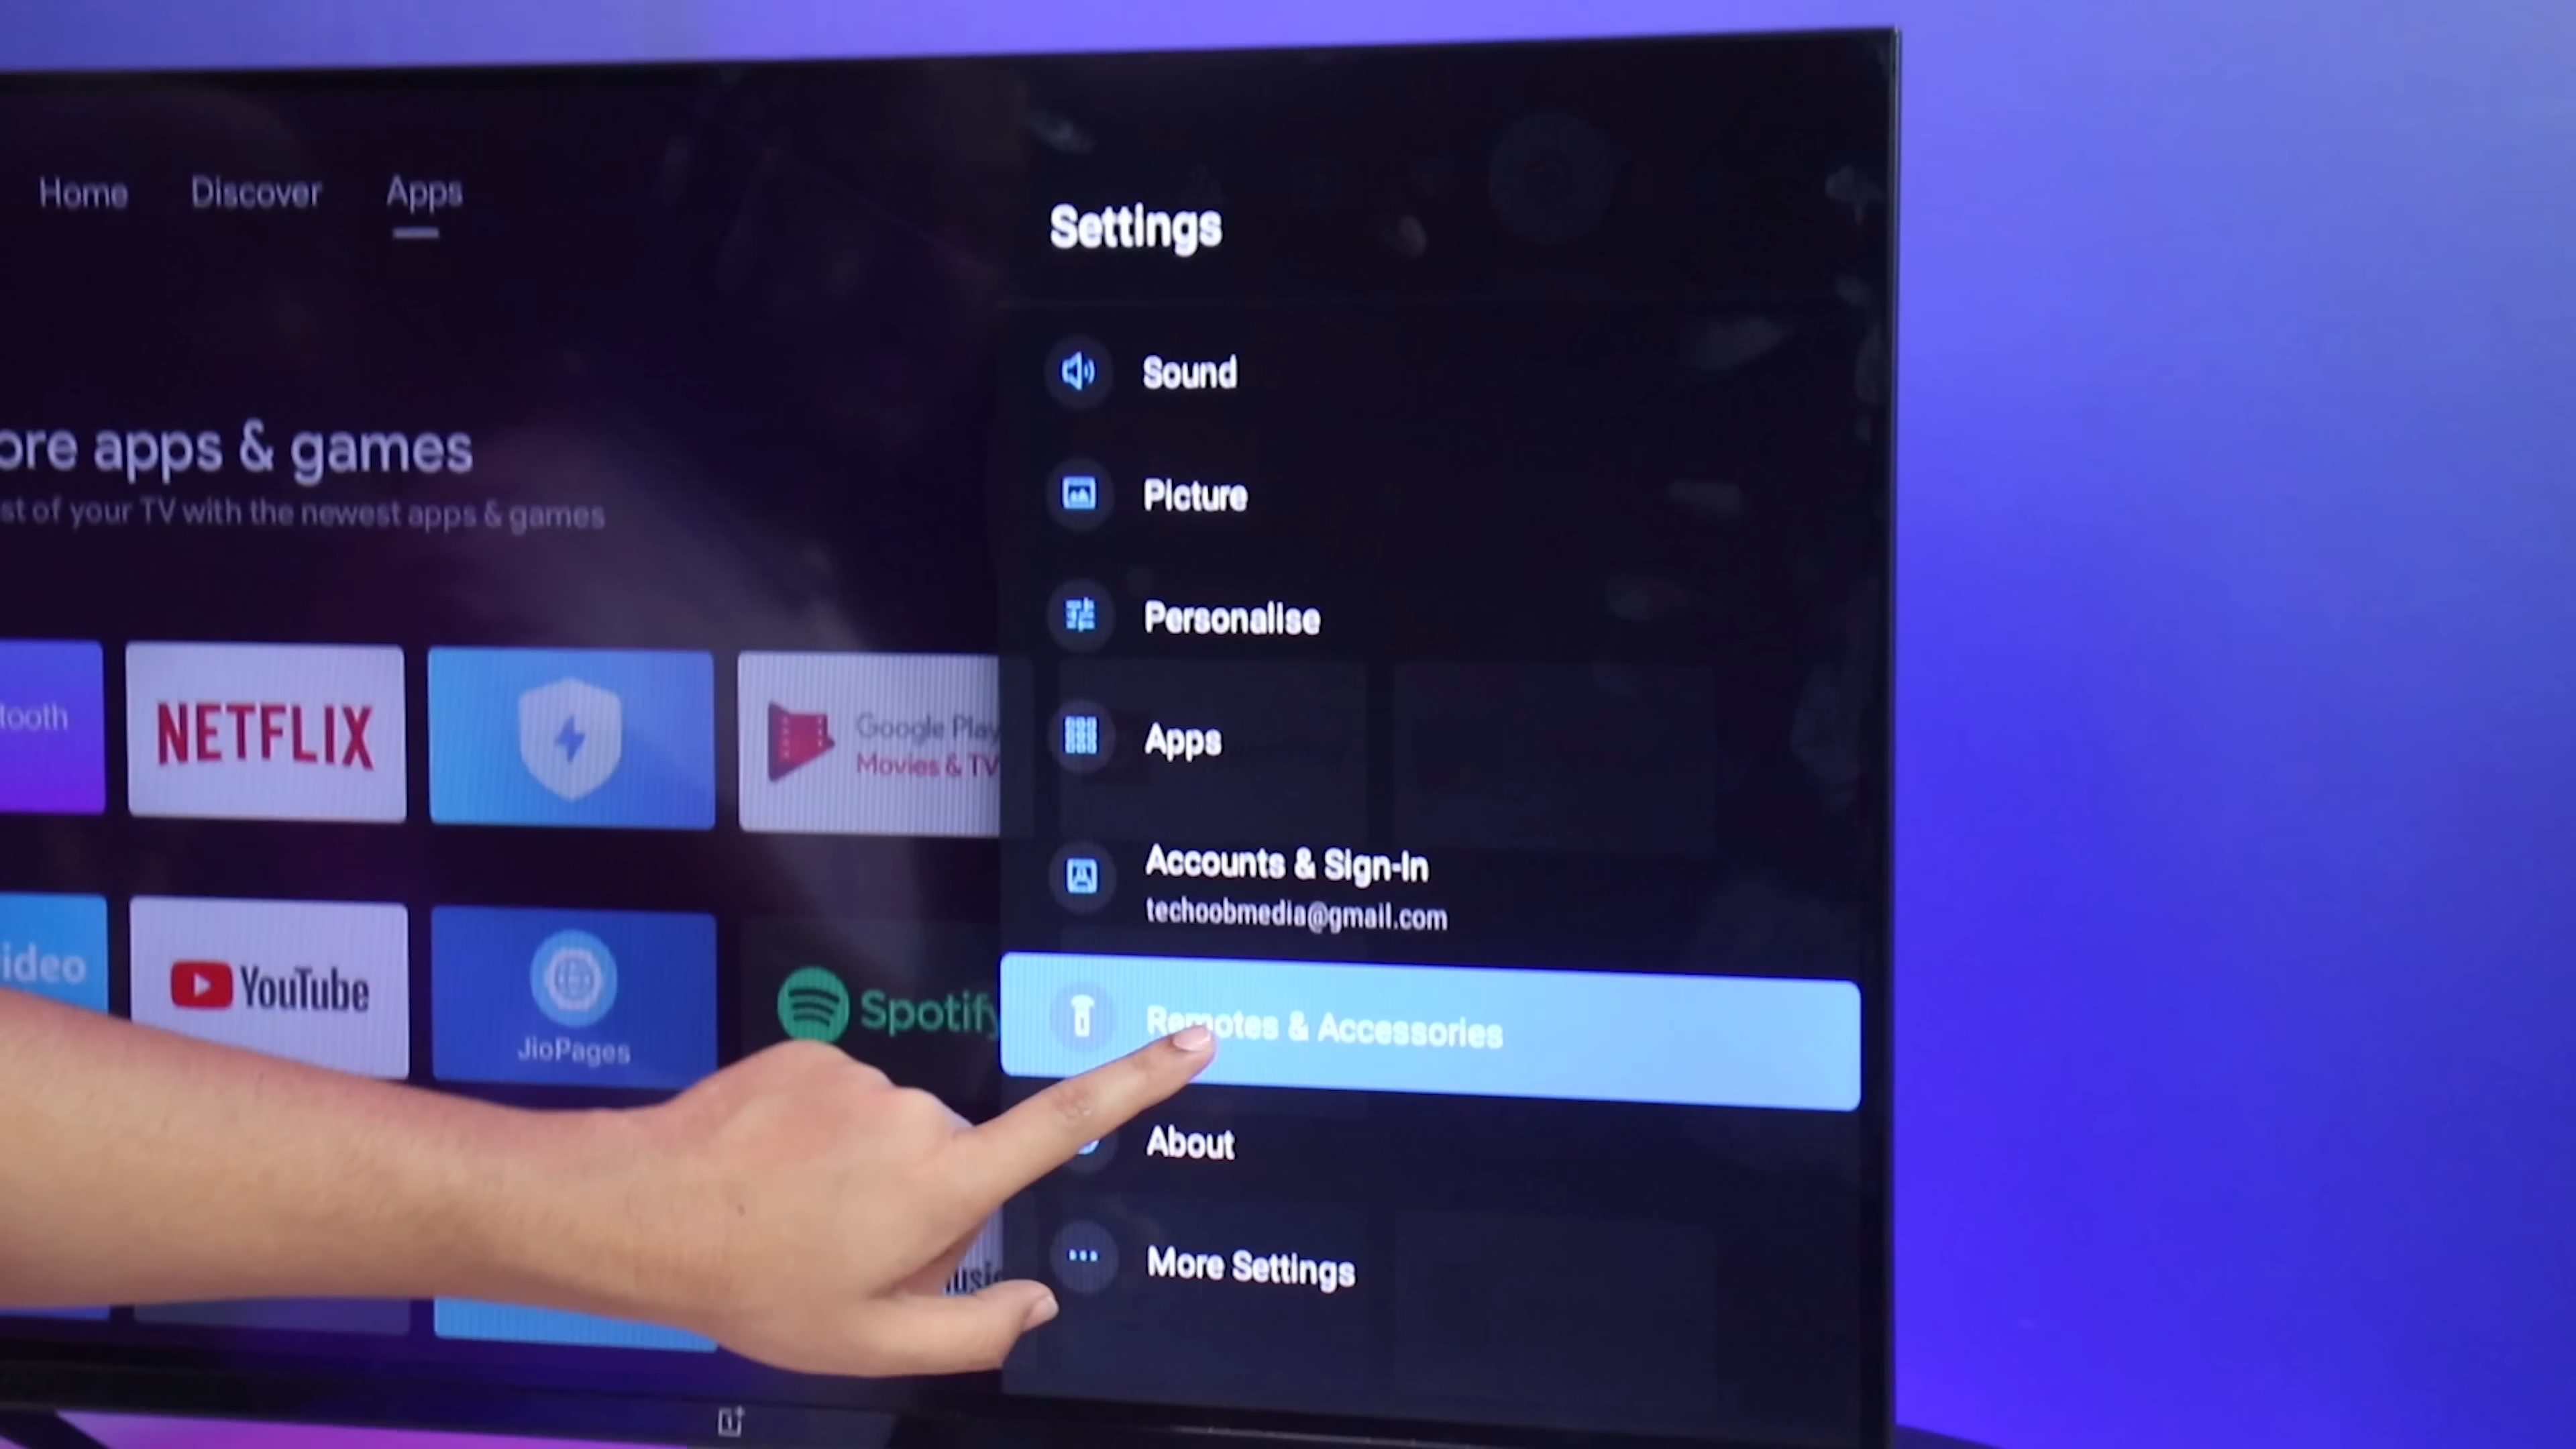 Home Discover Apps
Settings
ore apps & games
st of your TV with the newest apps & games
Sound
Picture
Personalise
Apps
Accounts & Sign-In
techoobmedia@gmail.com
Remotes & Accessories
About
More Settings
tooth
NETFLIX
Google Play
Movies & TV
ideo
YouTube
JioPages
Spotify
usic